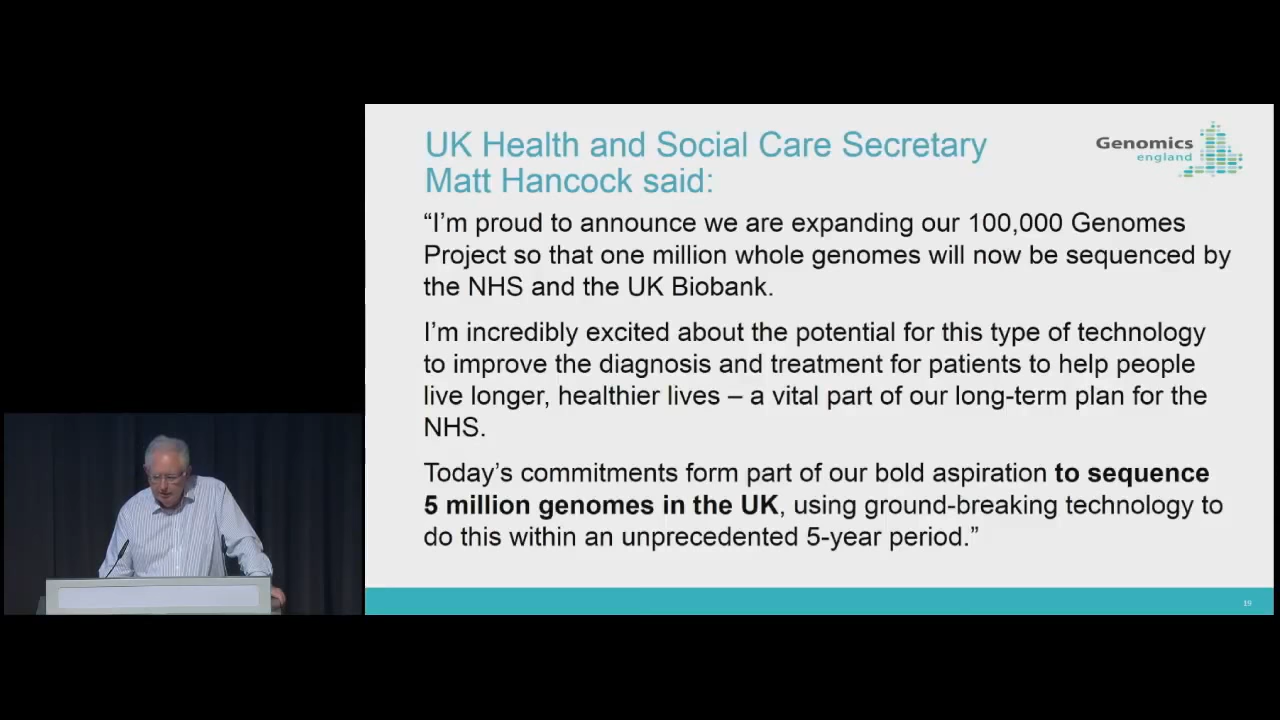 UK Health and Social Care Secretary
Matt Hancock said:
Genomics
england
“I’m proud to announce we are expanding our 100,000 Genomes
Project so that one million whole genomes will now be sequenced by
the NHS and the UK Biobank.
I’m incredibly excited about the potential for this type of technology
to improve the diagnosis and treatment for patients to help people
live longer, healthier lives – a vital part of our long-term plan for the
NHS.
Today’s commitments form part of our bold aspiration to sequence
5 million genomes in the UK, using ground-breaking technology to
do this within an unprecedented 5-year period.”
19